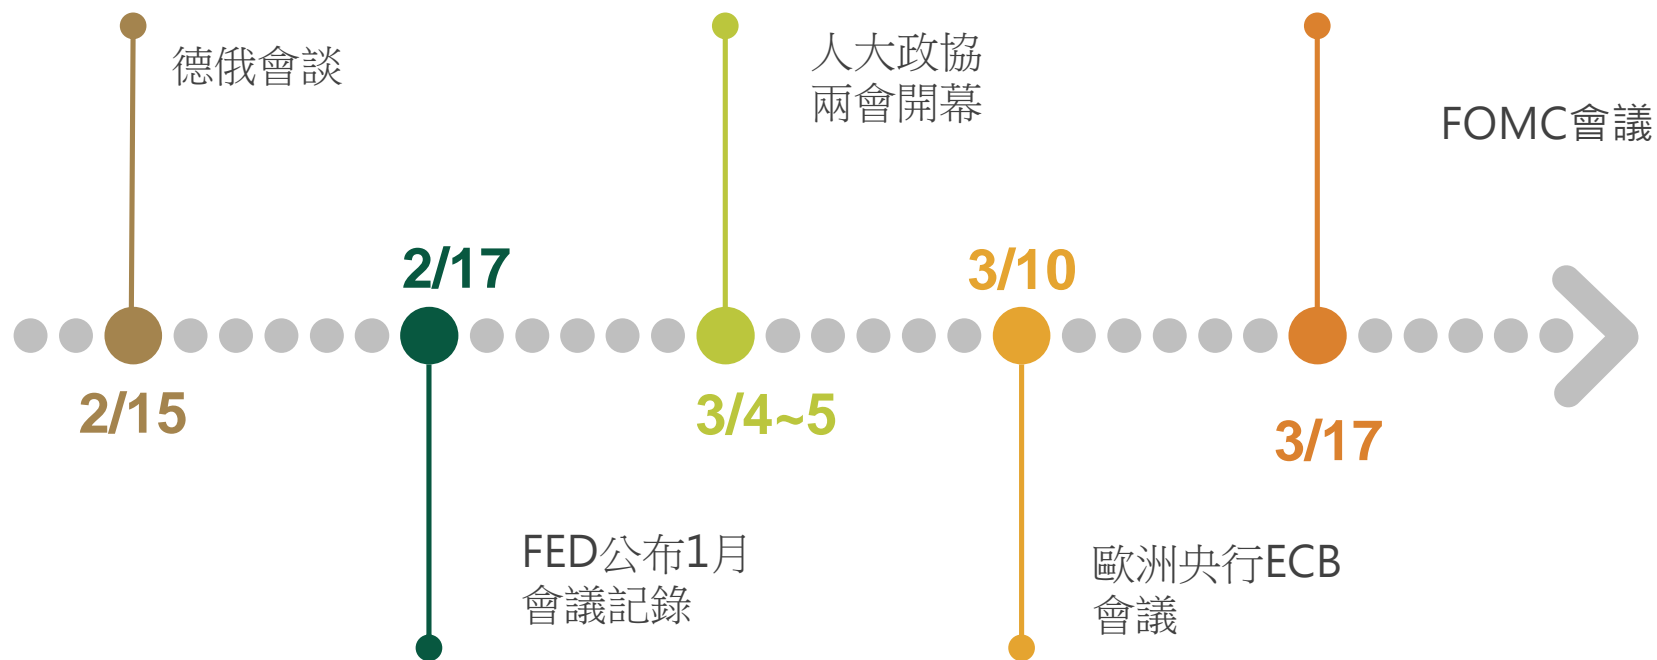 德俄會談
2/15
2/17
FED公布1月
會議記錄
人大政協
兩會開幕
3/4~5
3/10
歐洲央行ECB
會議
FOMC會議
3/17